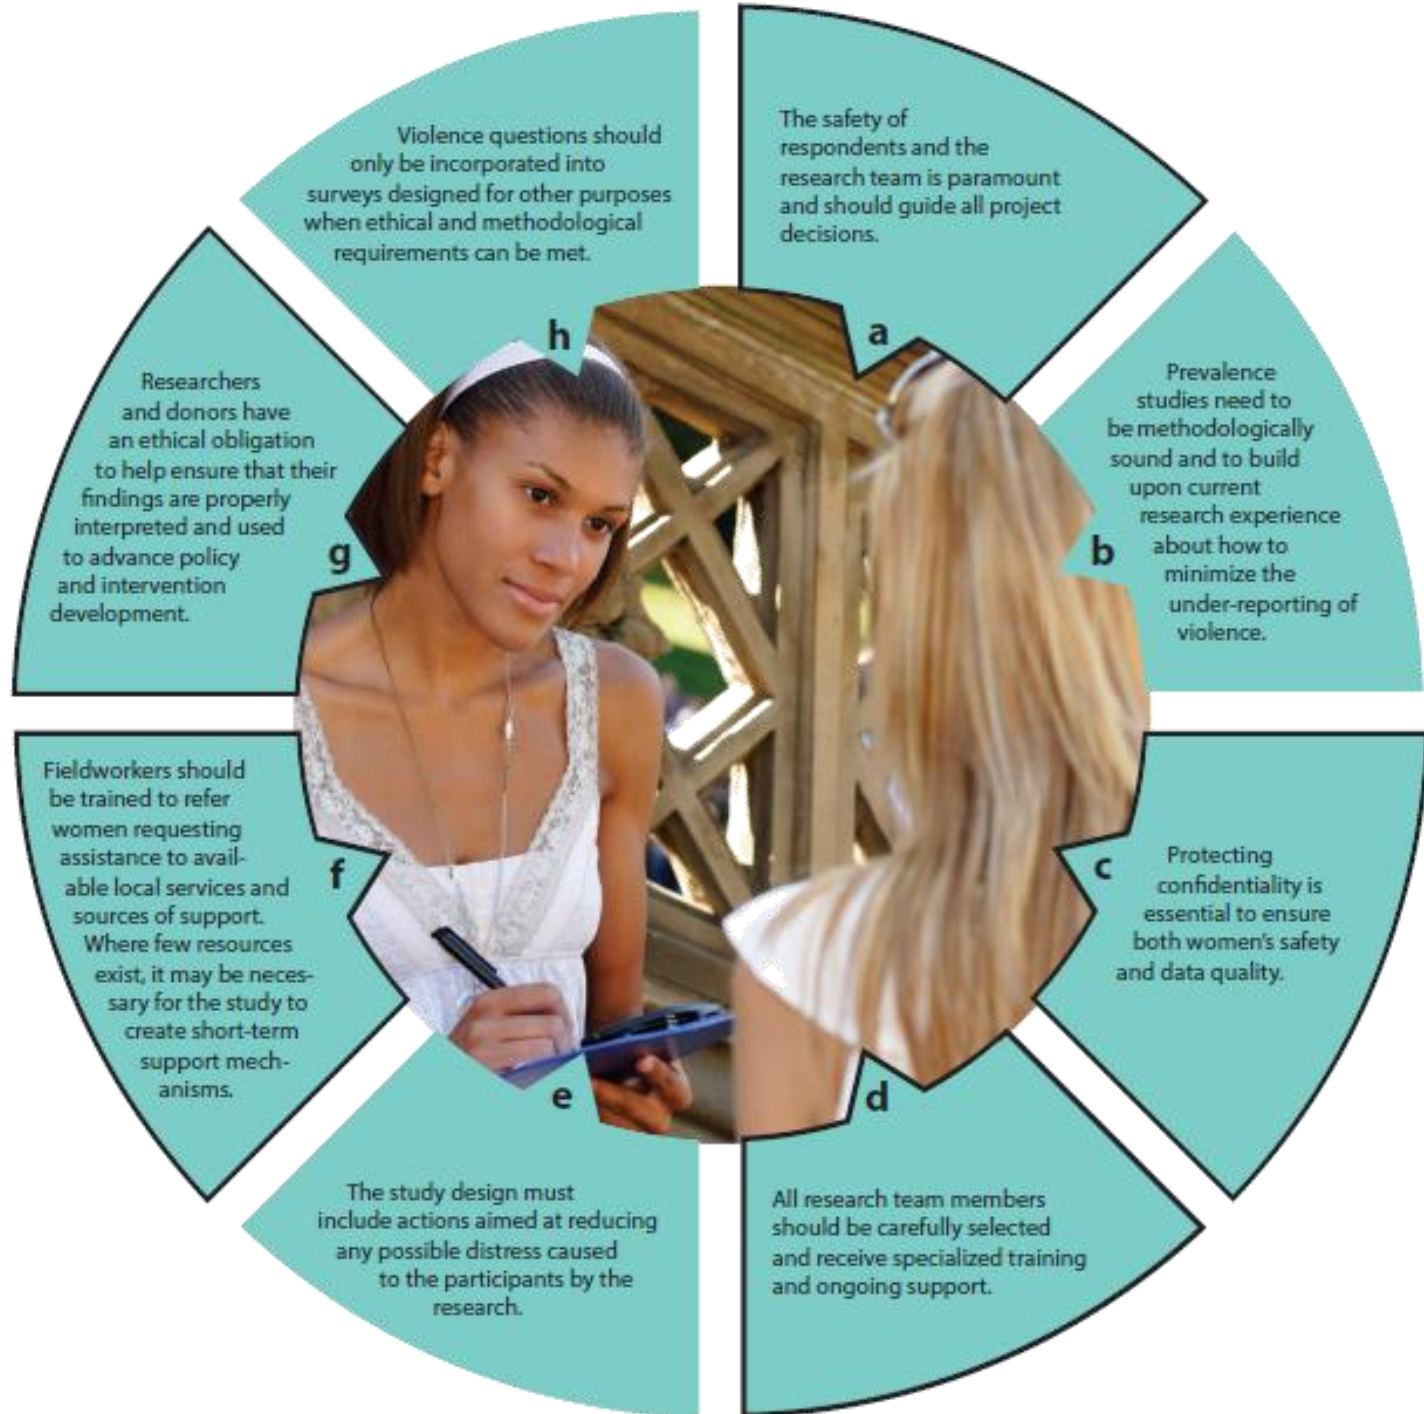 The safety of
respondents and the
research team is paramount
and should guide all project
decisions.
a
Prevalence
studies need to
be methodologically
sound and to build
upon current
research experience
about how to
minimize the
under-reporting of
violence.
b
Protecting
confidentiality is
essential to ensure
both women's safety
and data quality.
c
All research team members
should be carefully selected
and receive specialized training
and ongoing support.
d
The study design must
include actions aimed at reducing
any possible distress caused
to the participants by the
research.
e
Fieldworkers should
be trained to refer
women requesting
assistance to avail-
able local services and
sources of support.
Where few resources
exist, it may be neces-
sary for the study to
create short-term
support mech-
anisms.
f
Researchers
and donors have
an ethical obligation
to help ensure that their
findings are properly
interpreted and used
to advance policy
and intervention
development.
g
Violence questions should
only be incorporated into
surveys designed for other purposes
when ethical and methodological
requirements can be met.
h